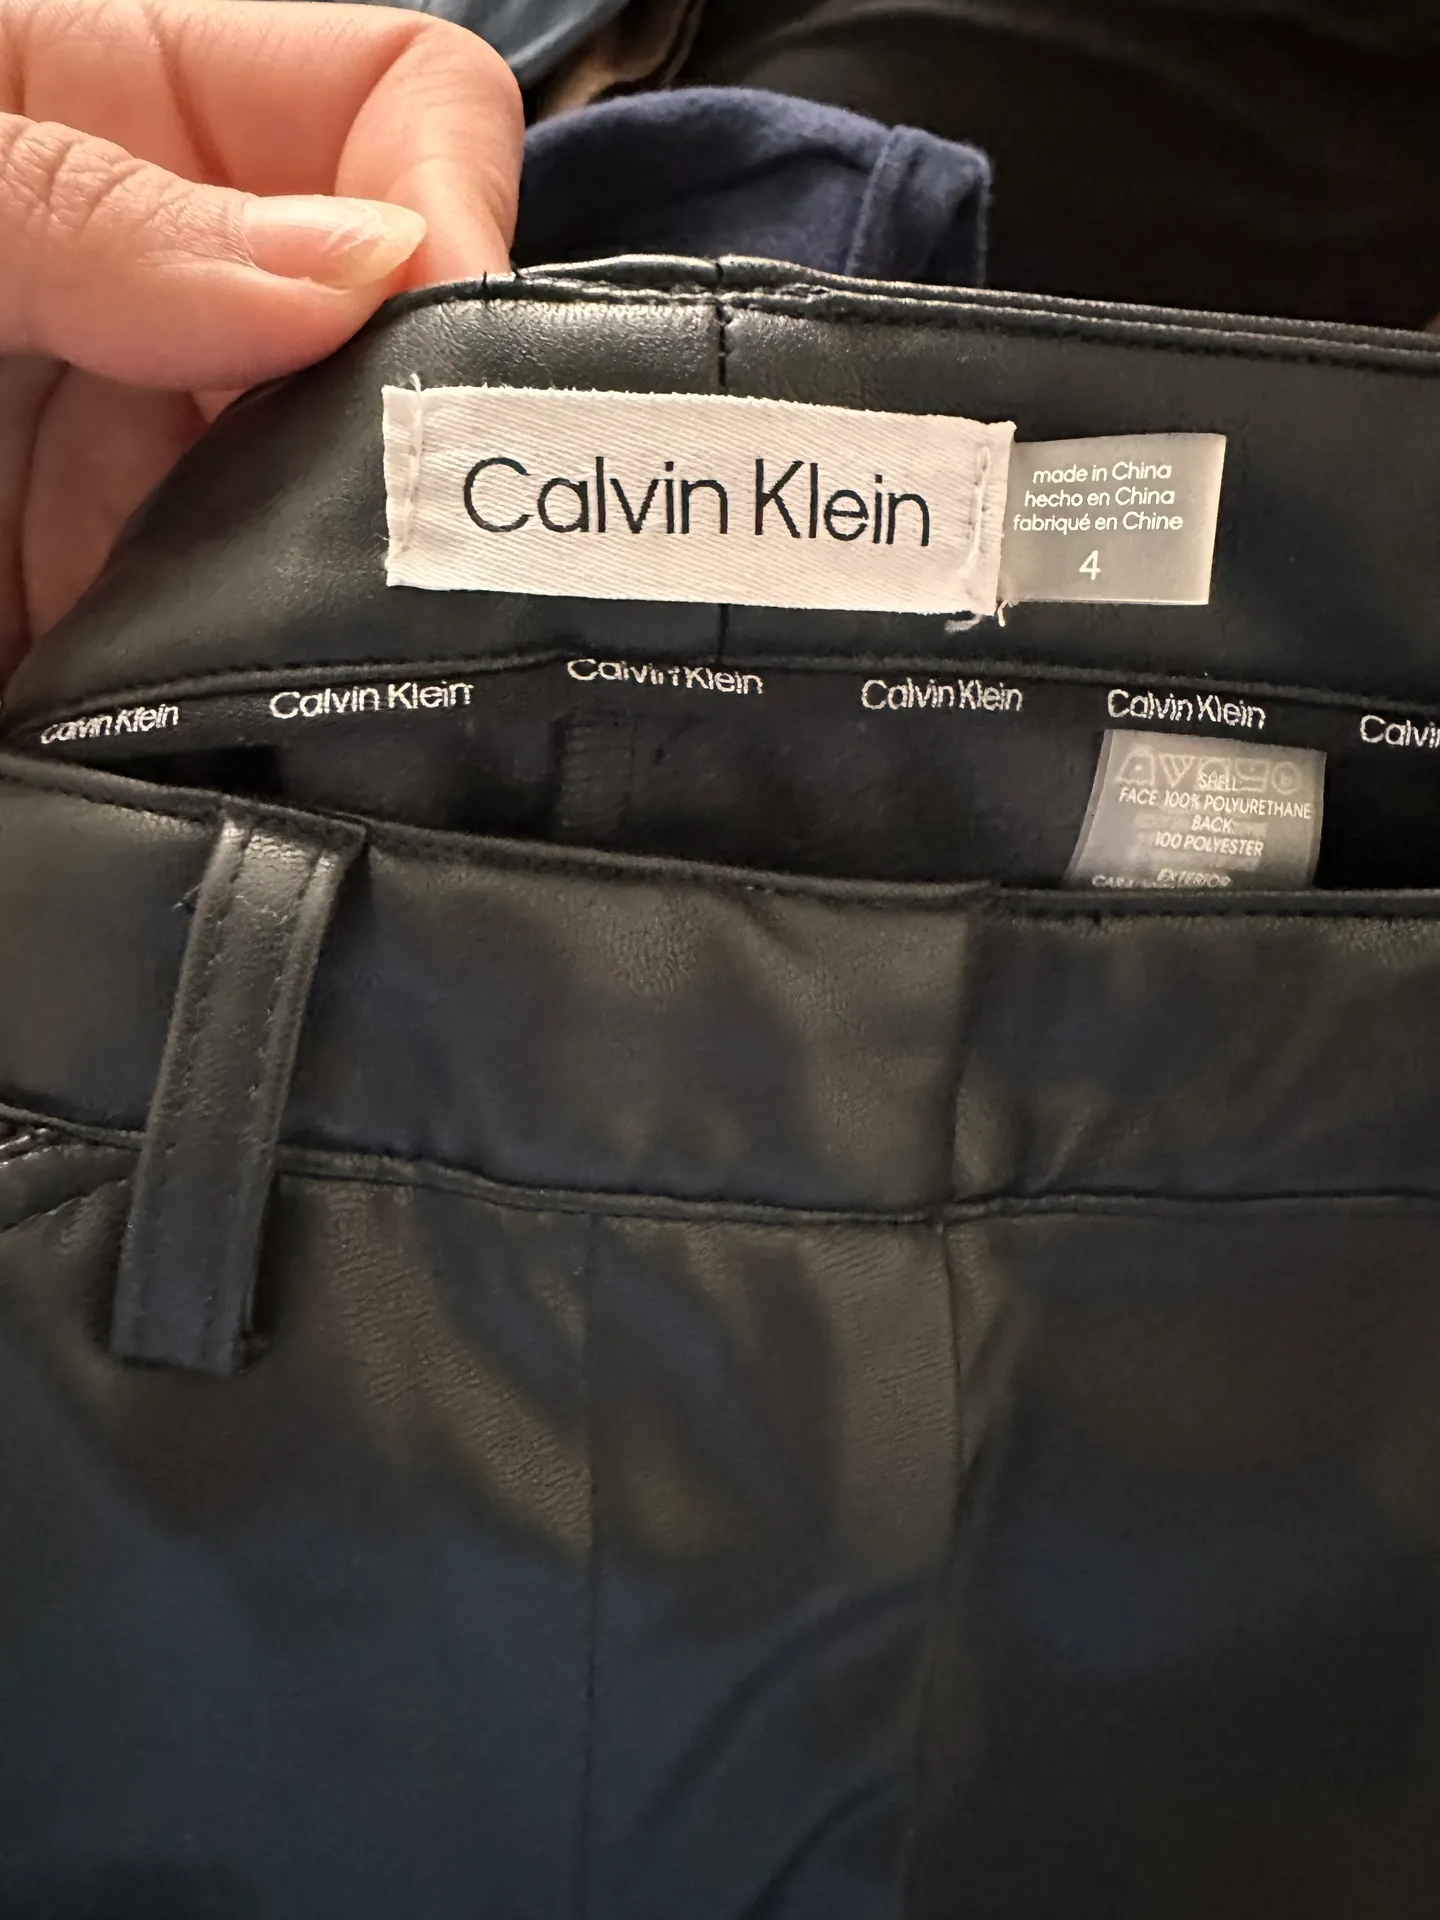 Calvin Klein
made in China
hecho en China
fabriqué en Chine
4
Calvin Klein
Calvin Klein
Calvin Klein
Calvin Klein
Calvin Klein
Calvi
SHELL
FACE 100% POLYURETHANE
BACK
100 POLYESTER
EXTERIOR